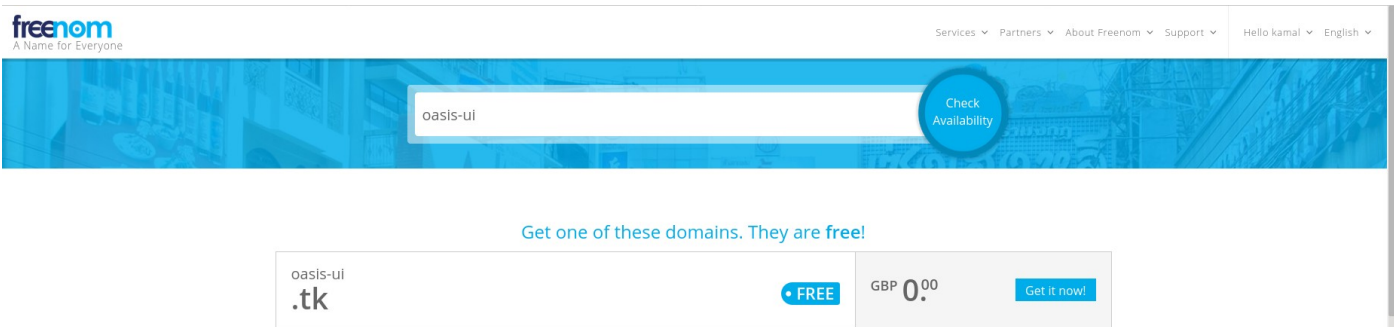 freenom
A Name for Everyone
Services Partners About Freenom Support Hello kamal English
oasis-ui
Check
Availability
Get one of these domains. They are free!
oasis-ui
.tk
FREE
GBP 0.00
Get it now!